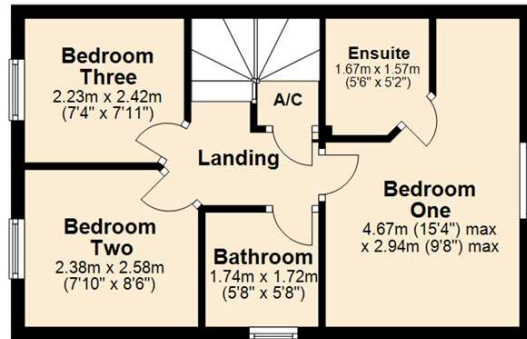 Bedroom
Three
2.23m x 2.42m
(7'4" x 7'11")
A/C
Ensuite
1.67m x 1.57m
(5'6" x 5'2")
Landing
Bedroom
Two
2.38m x 2.58m
(7'10" x 8'6")
Bathroom
1.74m x 1.72m
(5'8" x 5'8")
Bedroom
One
4.67m (15'4") max
x 2.94m (9'8") max